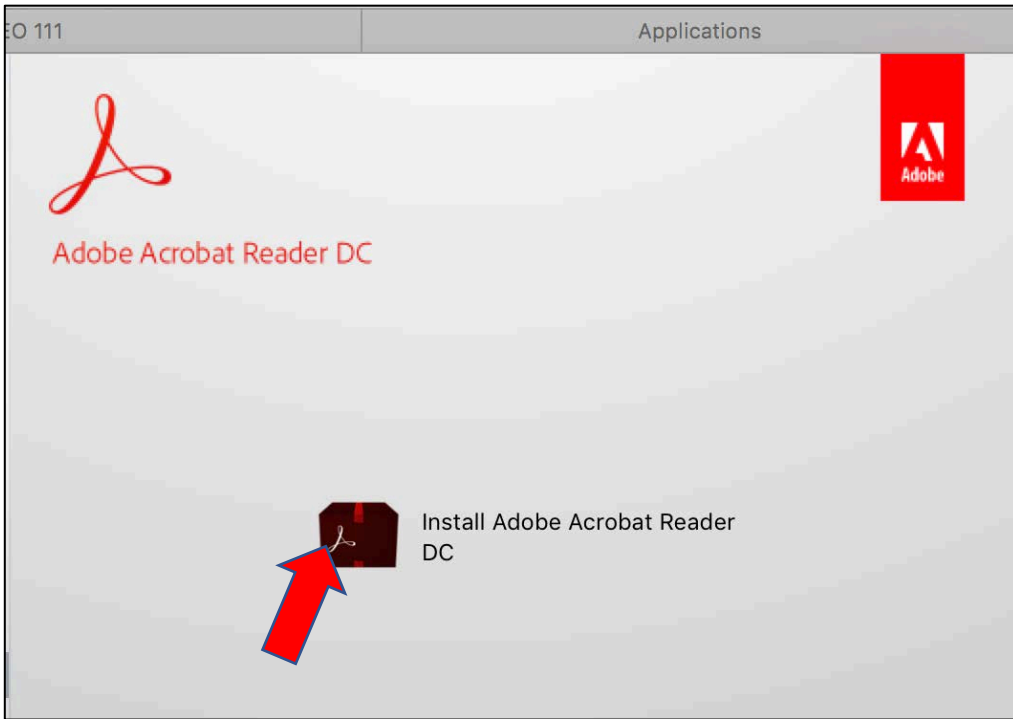 EO 111
Applications
Adobe
Adobe Acrobat Reader DC
Install Adobe Acrobat Reader
DC